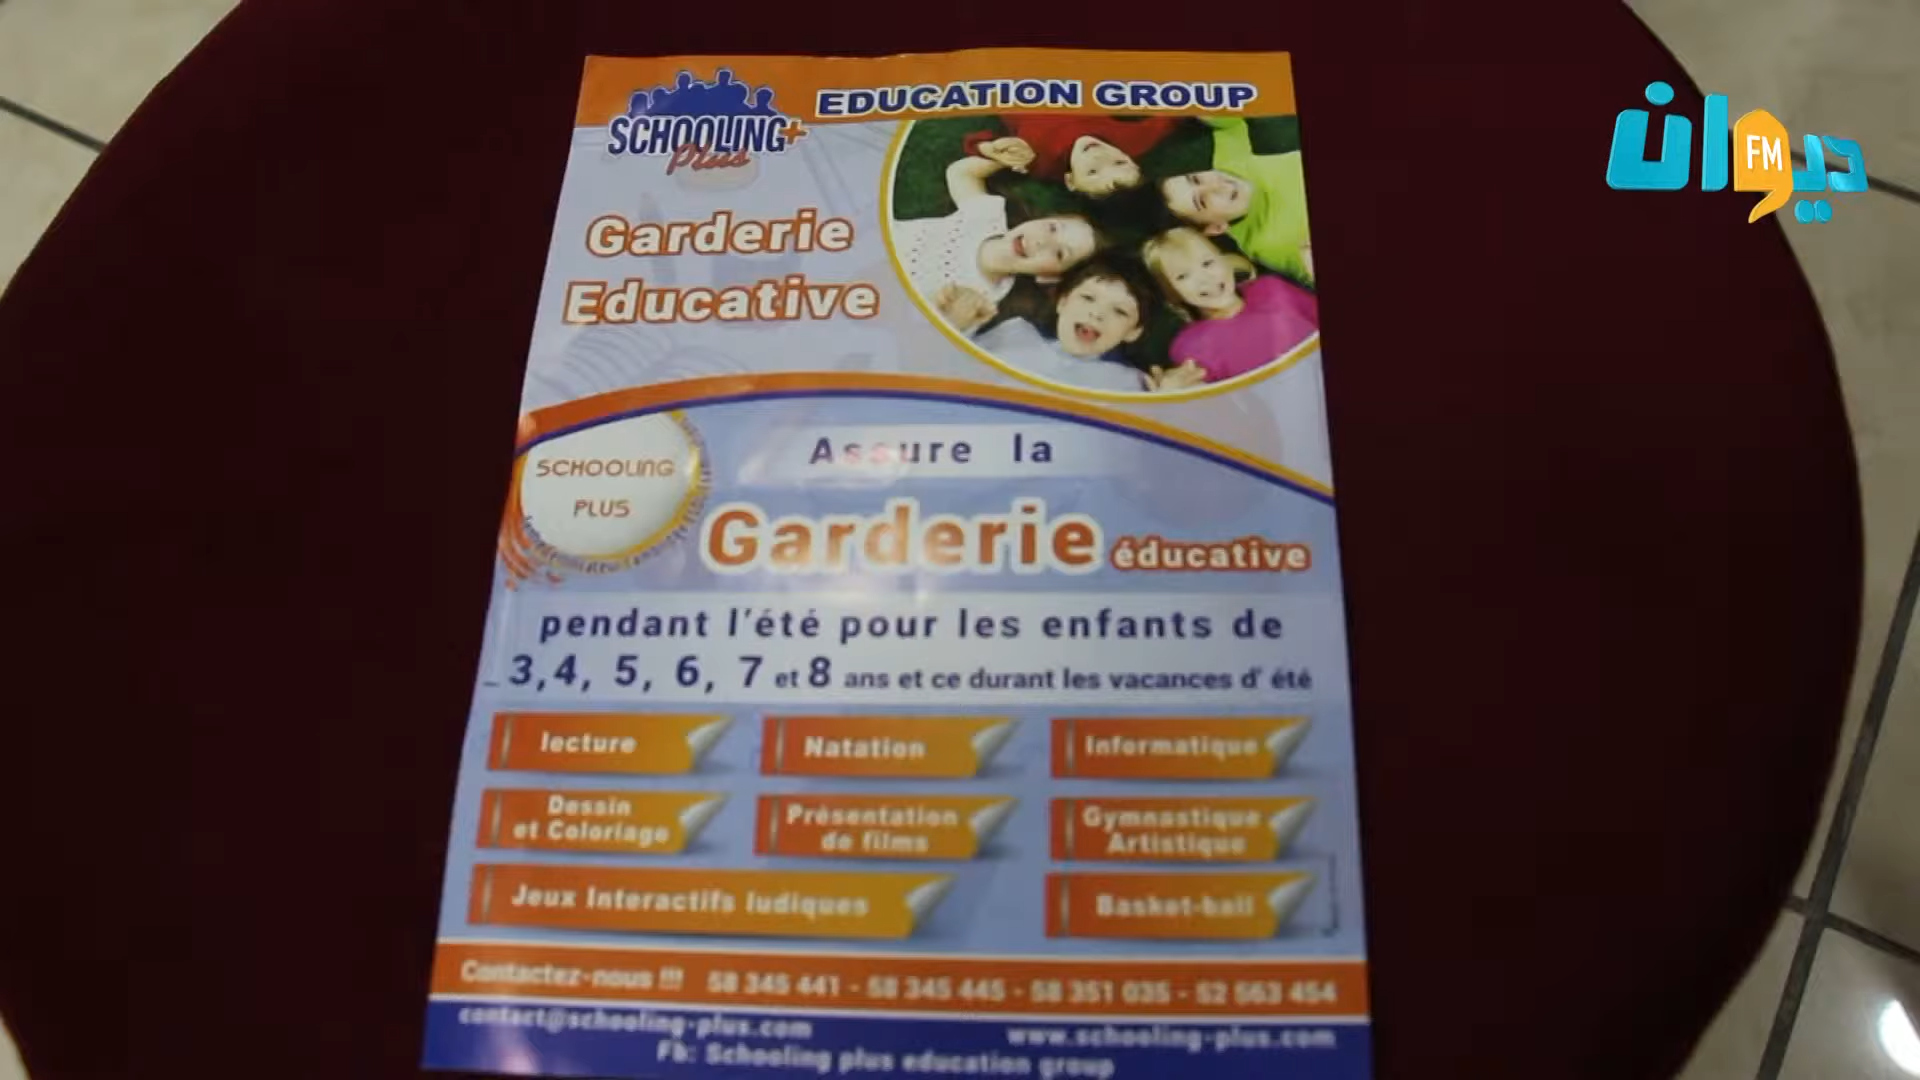 SCHOOLING+
Plus
EDUCATION GROUP
ديوان
FM
Garderie
Educative
Assure la
SCHOOLING
PLUS
Garderie éducative
pendant l'été pour les enfants de
3,4, 5, 6, 7 et 8 ans et ce durant les vacances d' été
lecture
Natation
Informatique
Dessin
et Coloriage
Présentation
de films
Gymnastique
Artistique
Jeux Interactifs ludiques
Basket-ball
Contactez-nous !!! 58 345 441 - 58 345 445 - 58 351 035 - 52 563 454
contact@schooling-plus.com
www.schooling-plus.com
Fb: Schooling plus education group